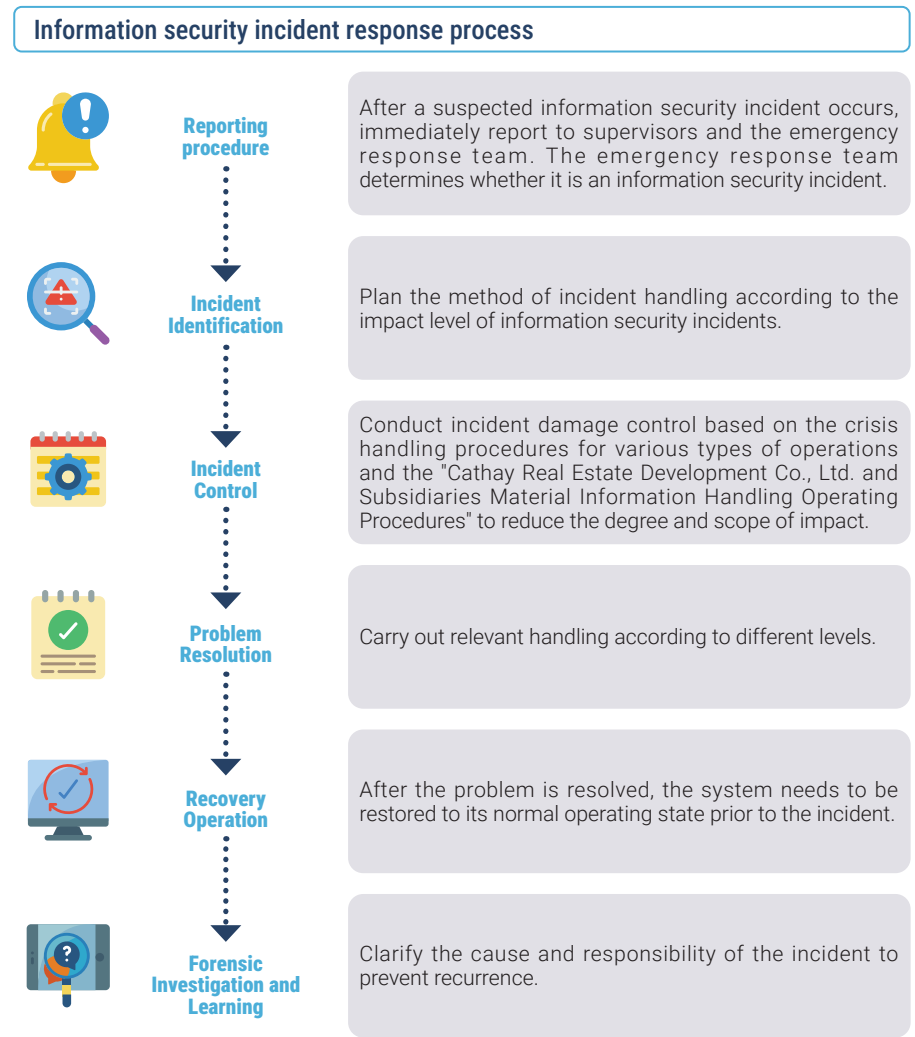 Information security incident response process
Reporting
procedure
After a suspected information security incident occurs,
immediately report to supervisors and the emergency
response team. The emergency response team
determines whether it is an information security incident.
Incident
Identification
Plan the method of incident handling according to the
impact level of information security incidents.
Incident
Control
Conduct incident damage control based on the crisis
handling procedures for various types of operations
and the "Cathay Real Estate Development Co., Ltd. and
Subsidiaries Material Information Handling Operating
Procedures" to reduce the degree and scope of impact.
Problem
Resolution
Carry out relevant handling according to different levels.
Recovery
Operation
After the problem is resolved, the system needs to be
restored to its normal operating state prior to the incident.
Forensic
Investigation and
Learning
Clarify the cause and responsibility of the incident to
prevent recurrence.